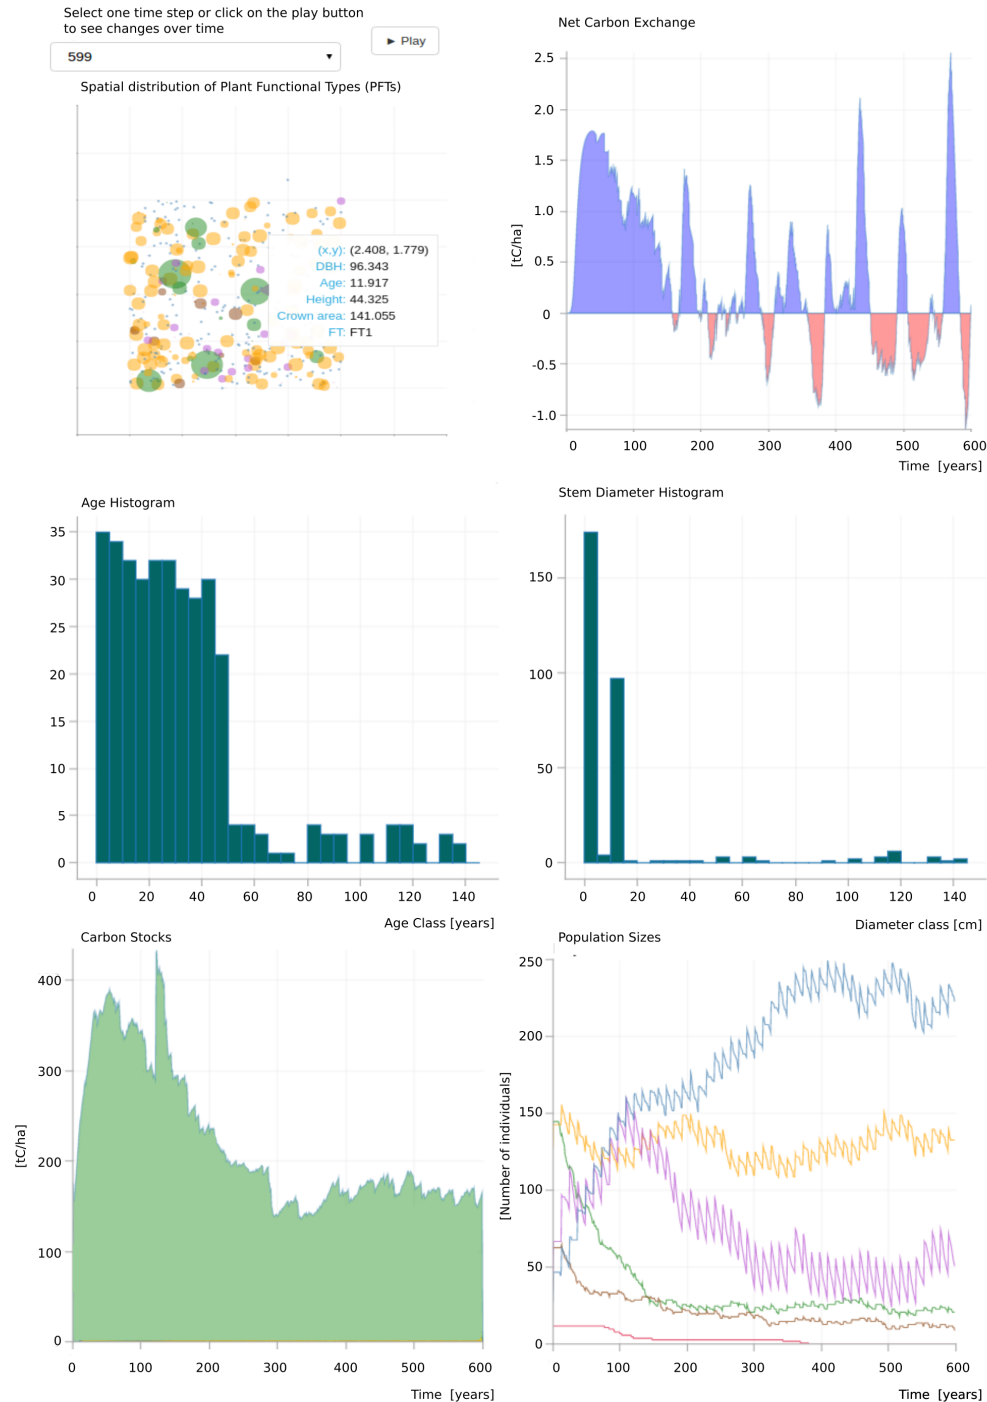 Select one time step or click on the play button
to see changes over time
599
► Play
Spatial distribution of Plant Functional Types (PFTs)
(x,y): (2.408, 1.779)
DBH: 96.343
Age: 11.917
Height: 44.325
Crown area: 141.055
FT: FT1
Net Carbon Exchange
2.5
2.0
1.5
1.0
0.5
0
-0.5
-1.0
[tC/ha]
0 100 200 300 400 500 600
Time [years]
Age Histogram
35
30
25
20
15
10
5
0
0 20 40 60 80 100 120 140
Age Class [years]
Stem Diameter Histogram
150
100
50
0
0 20 40 60 80 100 120 140
Diameter class [cm]
Carbon Stocks
400
300
200
100
0
[tC/ha]
0 100 200 300 400 500 600
Time [years]
Population Sizes
250
200
150
100
50
0
[Number of individuals]
0 100 200 300 400 500 600
Time [years]